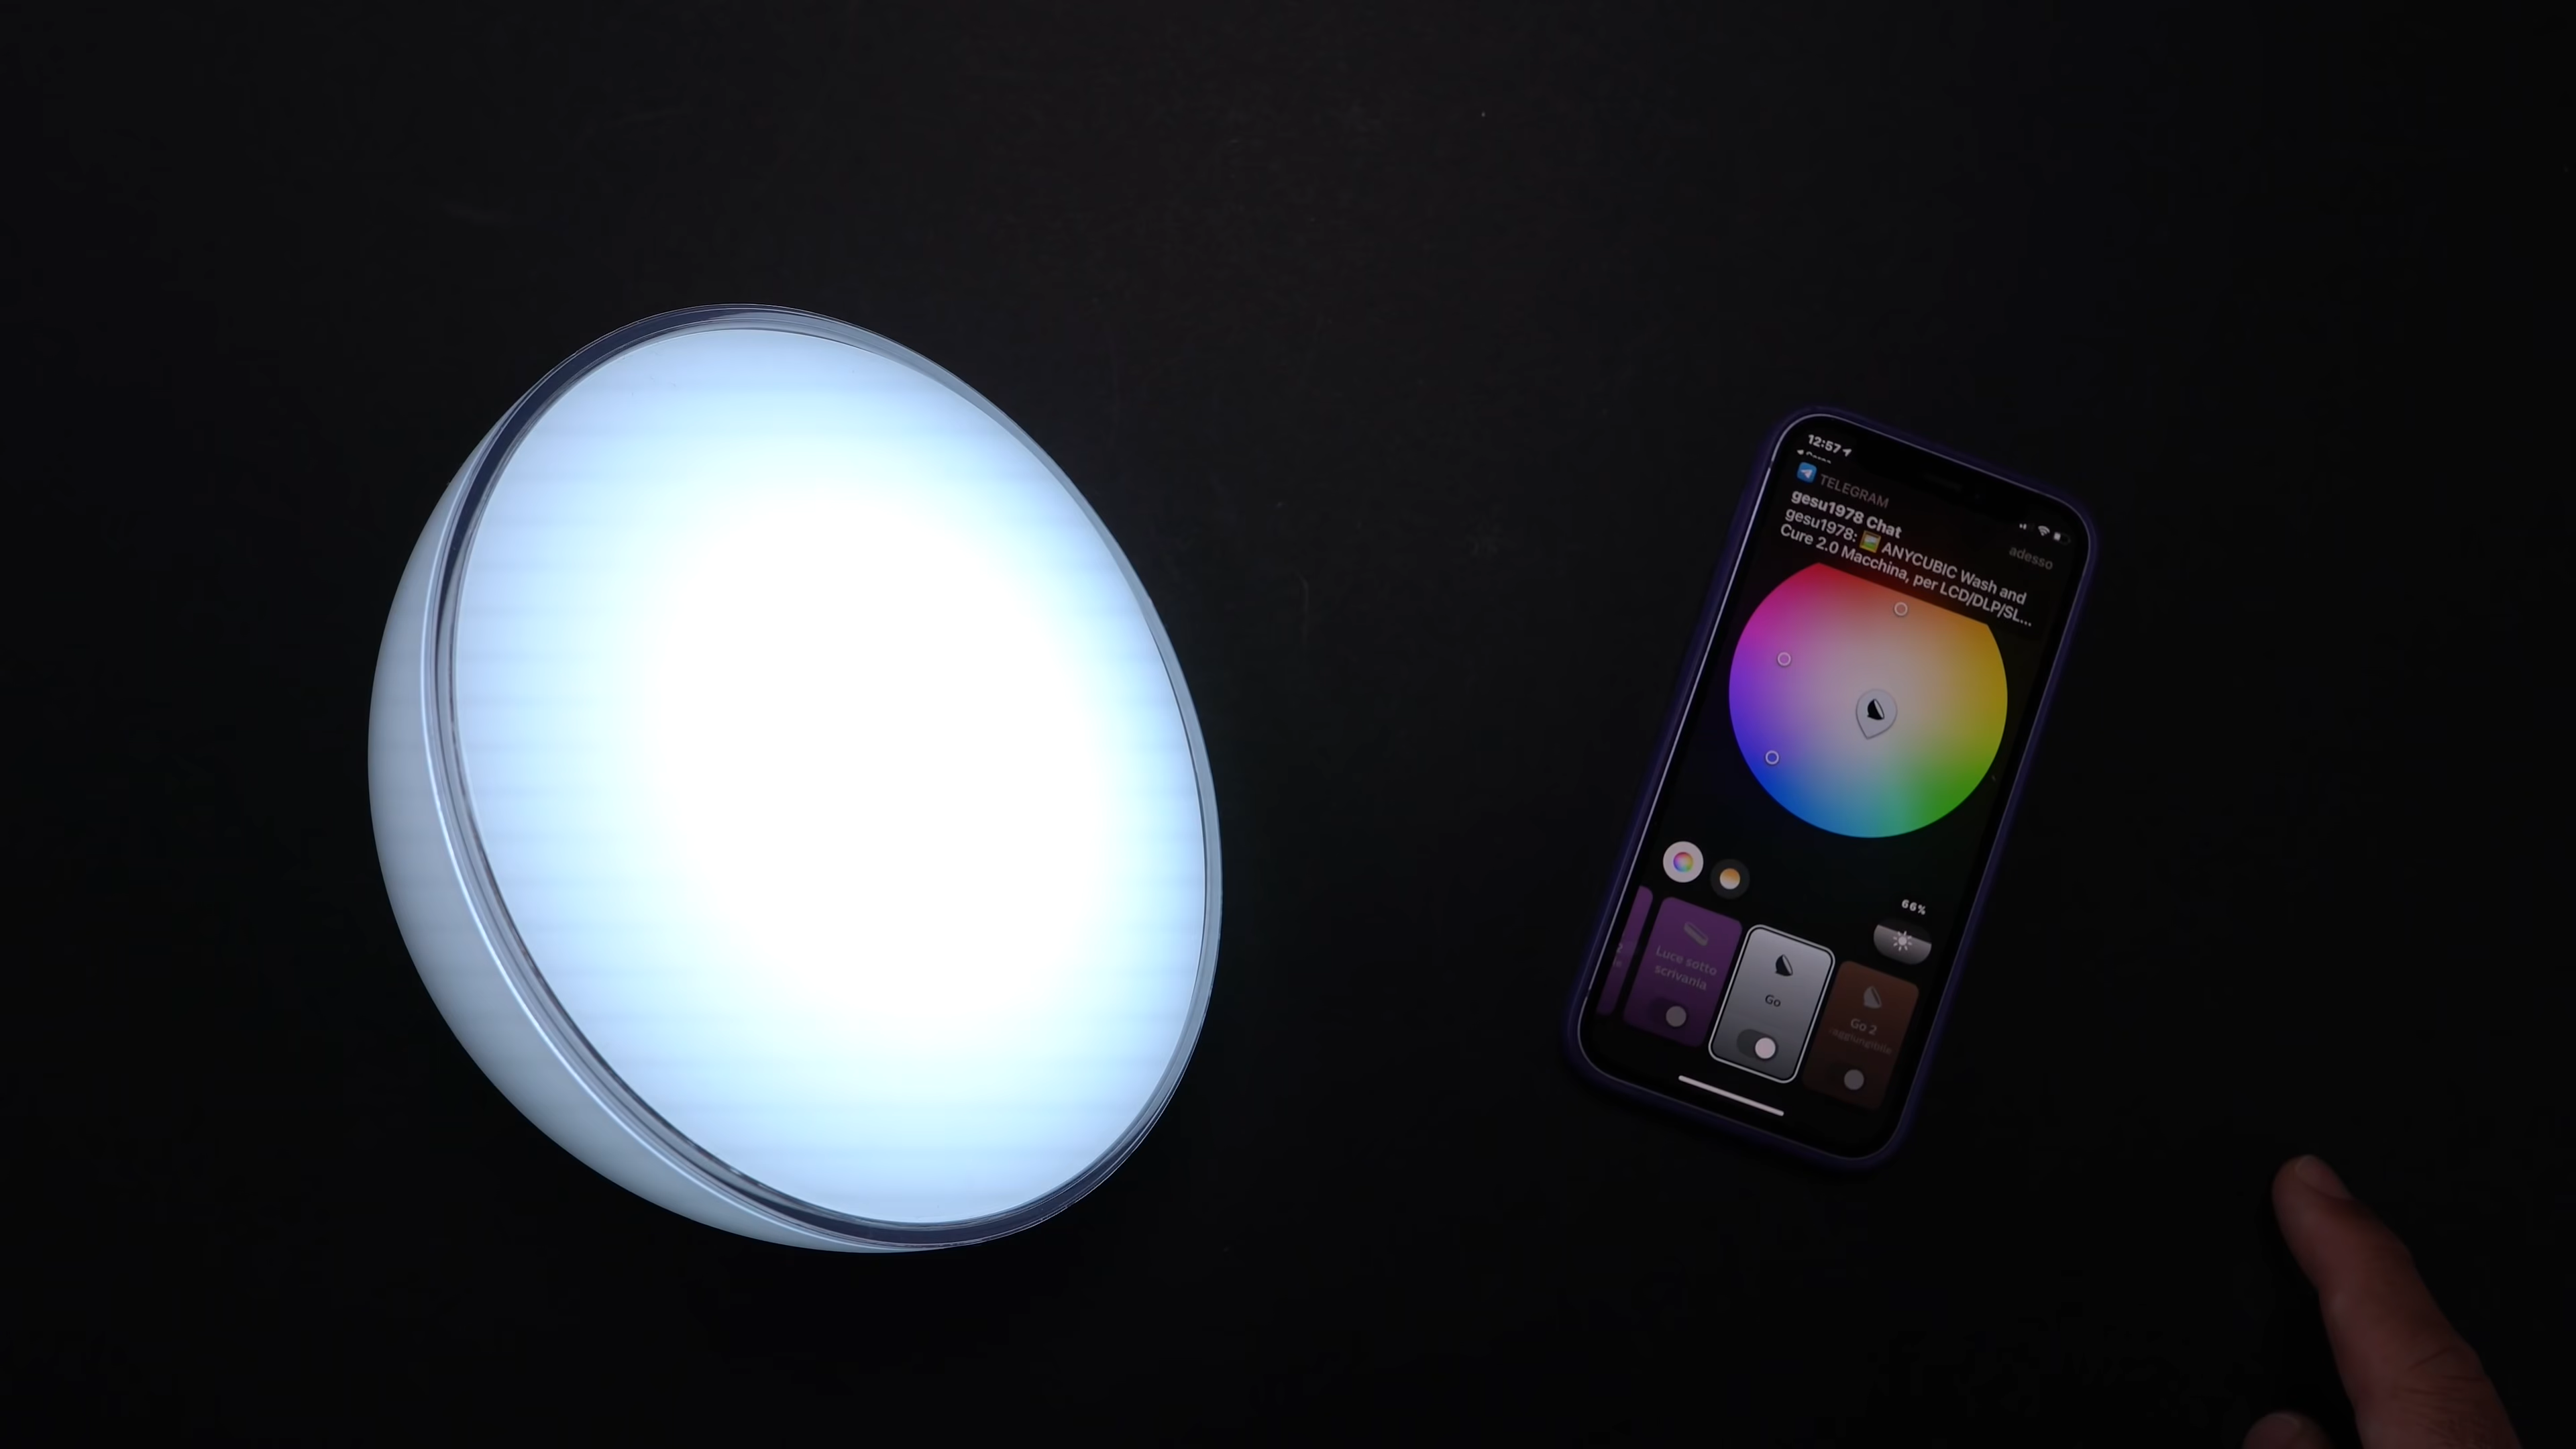 12:57
TELEGRAM
gesu1978 Chat
adesso
gesu1978: ANYCUBIC Wash and
Cure 2.0 Macchina, per LCD/DLP/SL...
66%
Luce sotto
scrivania
Go
Go 2